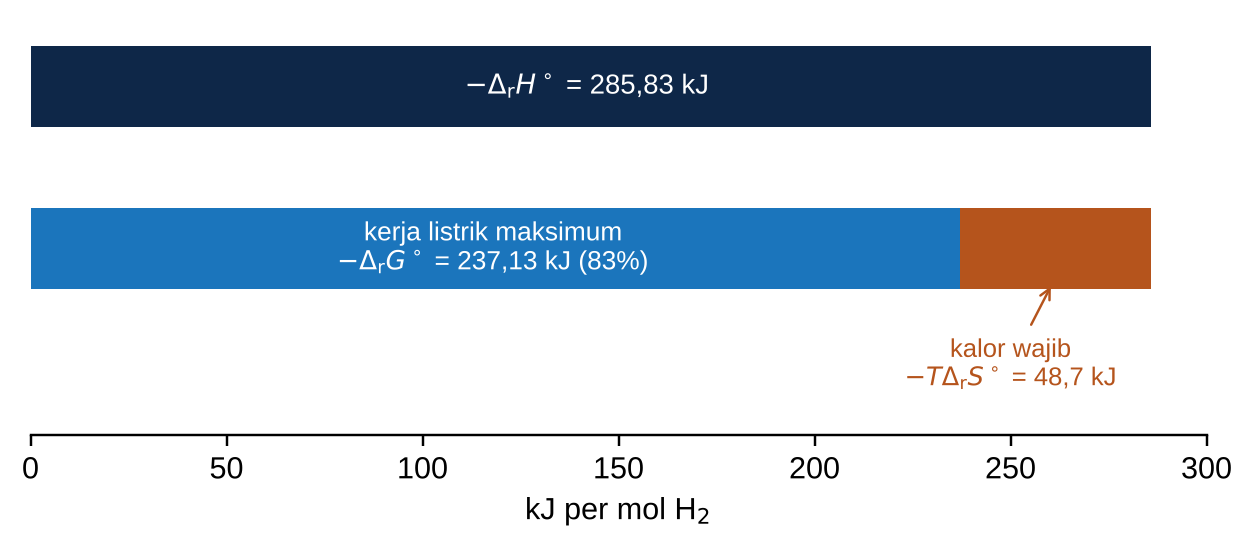 −ΔrH° = 285,83 kJ
kerja listrik maksimum
−ΔrG° = 237,13 kJ (83%)
kalor wajib
−TΔrS° = 48,7 kJ
0 50 100 150 200 250 300
kJ per mol H₂